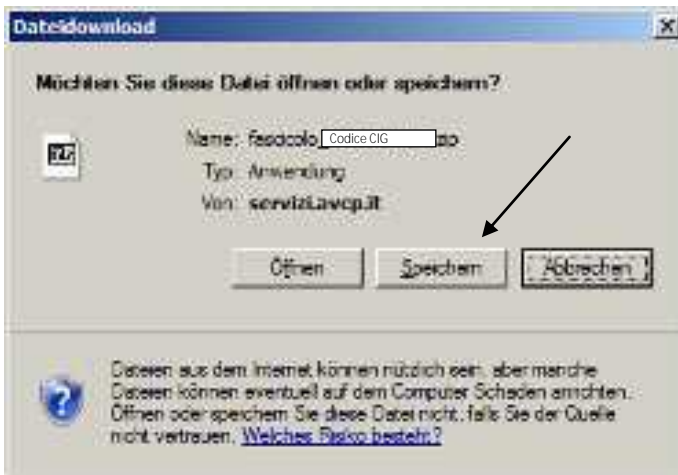 Dateidownload
Möchten Sie diese Datei öffnen oder speichern?
Name: fascicolo_ Codice CIG zip
Typ: Anwendung
Von: servizi.avcp.it
Öffnen Speichern Abbrechen
Dateien aus dem Internet können nützlich sein, aber manche
Dateien können eventuell auf dem Computer Schaden anrichten.
Öffnen oder speichern Sie diese Datei nicht, falls Sie der Quelle
nicht vertrauen. Welches Risiko besteht?